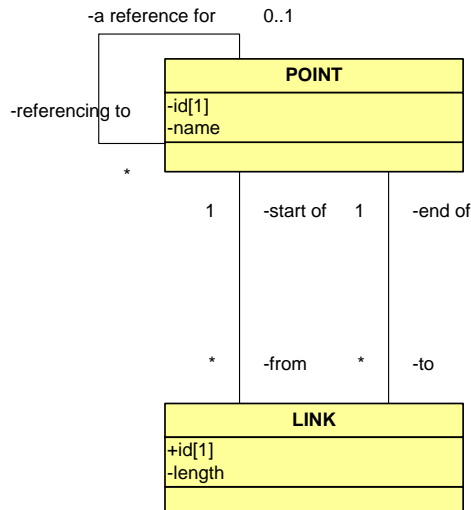 -a reference for 0..1
POINT
-id[1]
-name
-referencing to
*
1 -start of 1 -end of
* -from * -to
LINK
+id[1]
-length